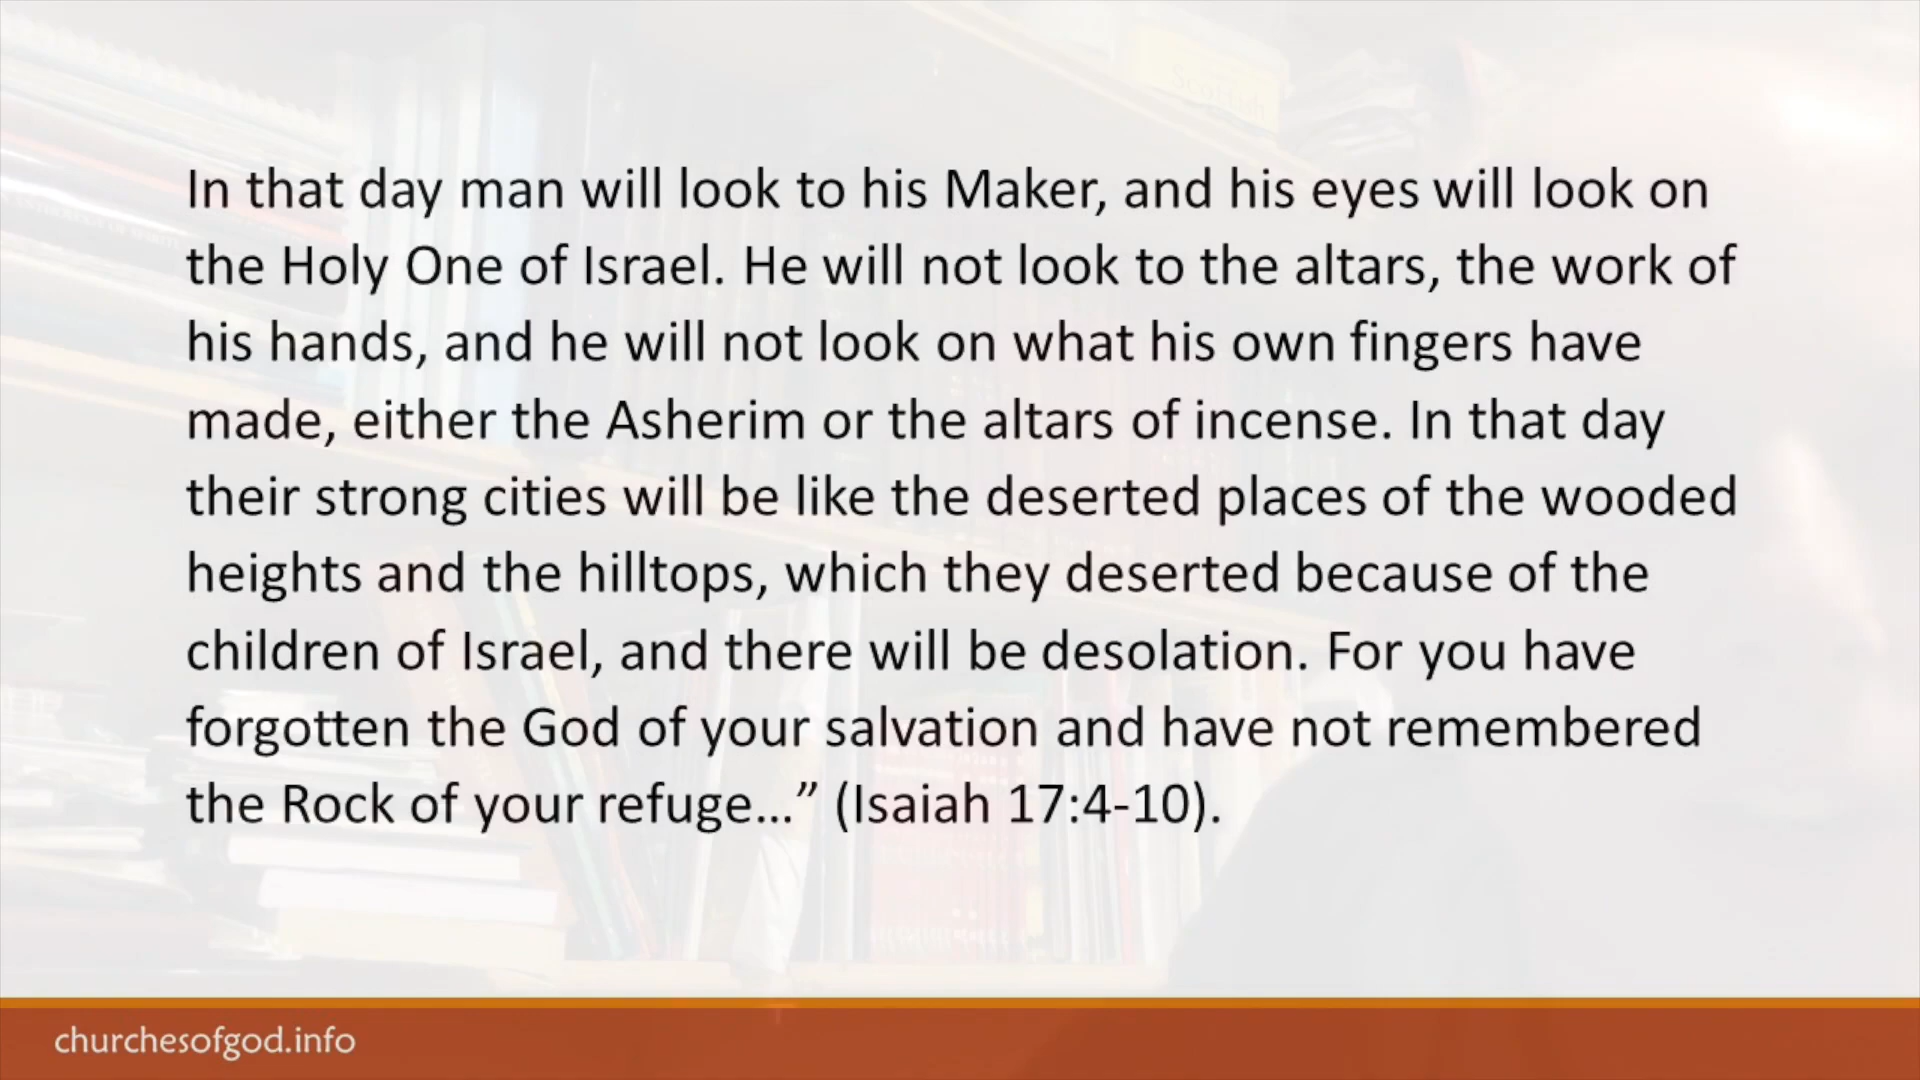 In that day man will look to his Maker, and his eyes will look on
the Holy One of Israel. He will not look to the altars, the work of
his hands, and he will not look on what his own fingers have
made, either the Asherim or the altars of incense. In that day
their strong cities will be like the deserted places of the wooded
heights and the hilltops, which they deserted because of the
children of Israel, and there will be desolation. For you have
forgotten the God of your salvation and have not remembered
the Rock of your refuge…” (Isaiah 17:4-10).
churchesofgod.info